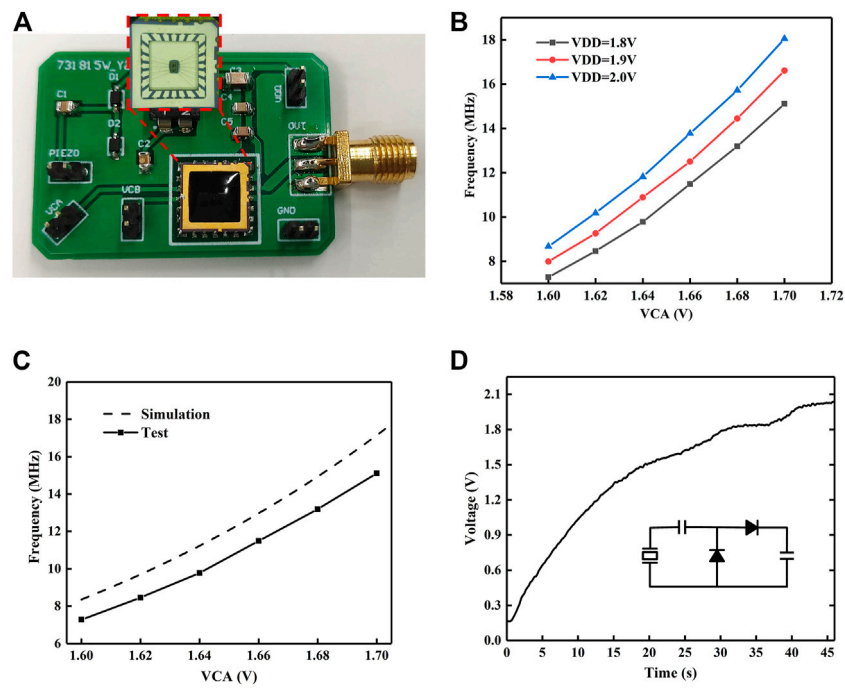 A
731815W_Y
D1
C3
C1
C4
VDD
D2
C5
OUT
C2
PIEZO
VCA
VCB
GND
B
VDD=1.8V
VDD=1.9V
VDD=2.0V
Frequency (MHz)
18
16
14
12
10
8
1.58 1.60 1.62 1.64 1.66 1.68 1.70 1.72
VCA (V)
C
Simulation
Test
Frequency (MHz)
20
18
16
14
12
10
8
6
1.60 1.62 1.64 1.66 1.68 1.70
VCA (V)
D
Voltage (V)
2.1
1.8
1.5
1.2
0.9
0.6
0.3
0.0
0 5 10 15 20 25 30 35 40 45
Time (s)